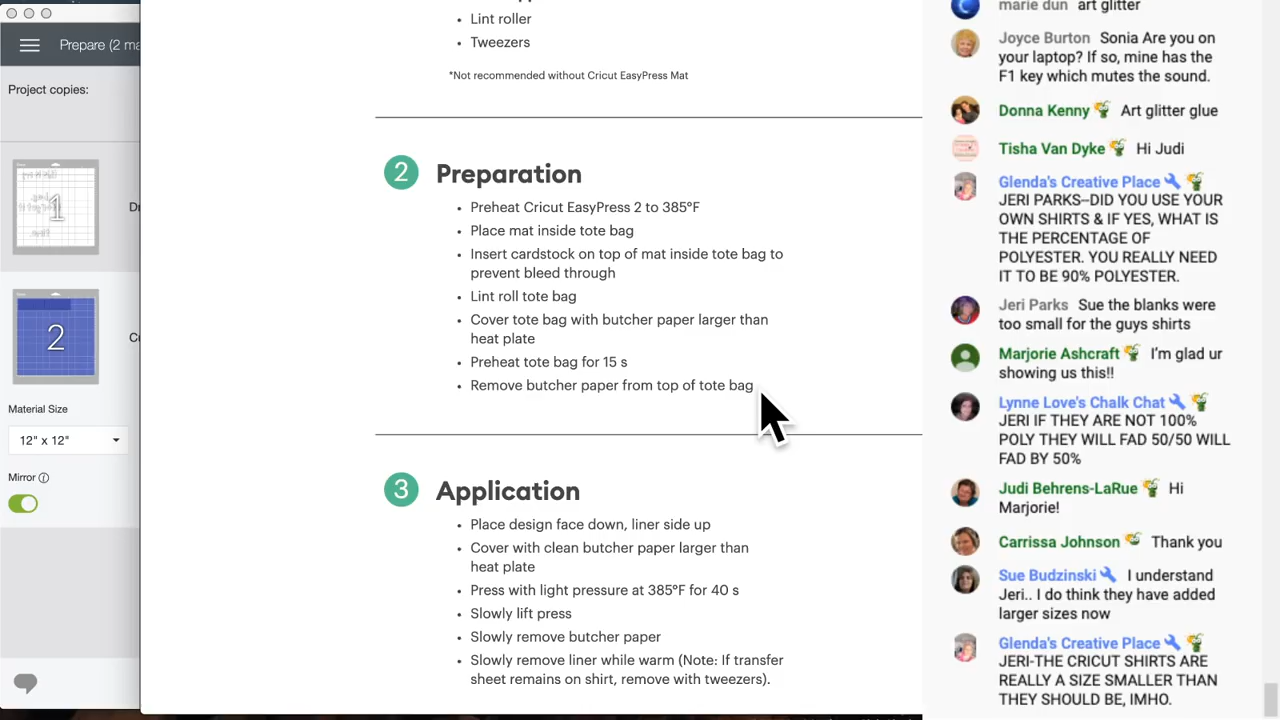 Prepare (2 ma
Project copies:
1
2
Material Size
12" x 12"
Mirror
Lint roller
Tweezers
*Not recommended without Cricut EasyPress Mat
2 Preparation
Preheat Cricut EasyPress 2 to 385°F
Place mat inside tote bag
Insert cardstock on top of mat inside tote bag to
prevent bleed through
Lint roll tote bag
Cover tote bag with butcher paper larger than
heat plate
Preheat tote bag for 15 s
Remove butcher paper from top of tote bag
3 Application
Place design face down, liner side up
Cover with clean butcher paper larger than
heat plate
Press with light pressure at 385°F for 40 s
Slowly lift press
Slowly remove butcher paper
Slowly remove liner while warm (Note: If transfer
sheet remains on shirt, remove with tweezers).
marie dun art glitter
Joyce Burton Sonia Are you on
your laptop? If so, mine has the
F1 key which mutes the sound.
Donna Kenny Art glitter glue
Tisha Van Dyke Hi Judi
Glenda's Creative Place
JERI PARKS--DID YOU USE YOUR
OWN SHIRTS & IF YES, WHAT IS
THE PERCENTAGE OF
POLYESTER. YOU REALLY NEED
IT TO BE 90% POLYESTER.
Jeri Parks Sue the blanks were
too small for the guys shirts
Marjorie Ashcraft I'm glad ur
showing us this!!
Lynne Love's Chalk Chat
JERI IF THEY ARE NOT 100%
POLY THEY WILL FAD 50/50 WILL
FAD BY 50%
Judi Behrens-LaRue Hi
Marjorie!
Carrissa Johnson Thank you
Sue Budzinski I understand
Jeri.. I do think they have added
larger sizes now
Glenda's Creative Place
JERI-THE CRICUT SHIRTS ARE
REALLY A SIZE SMALLER THAN
THEY SHOULD BE, IMHO.